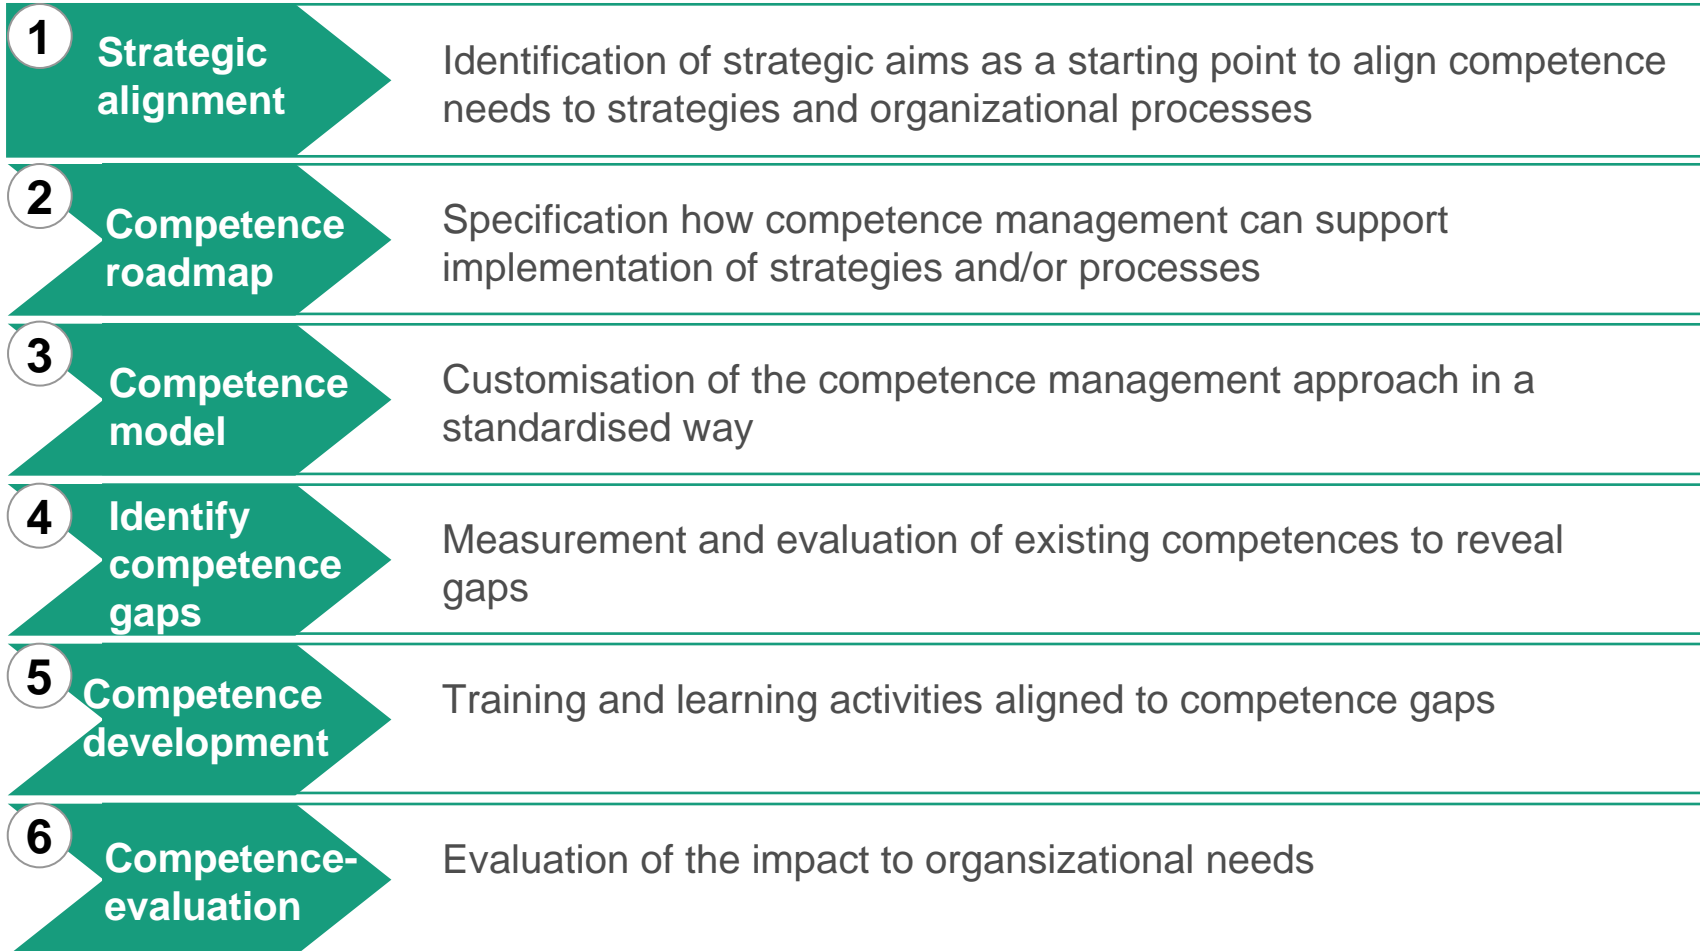 1
Strategic
alignment
Identification of strategic aims as a starting point to align competence
needs to strategies and organizational processes
2
Competence
roadmap
Specification how competence management can support
implementation of strategies and/or processes
3
Competence
model
Customisation of the competence management approach in a
standardised way
4
Identify
competence
gaps
Measurement and evaluation of existing competences to reveal
gaps
5
Competence
development
Training and learning activities aligned to competence gaps
6
Competence-
evaluation
Evaluation of the impact to organsizational needs